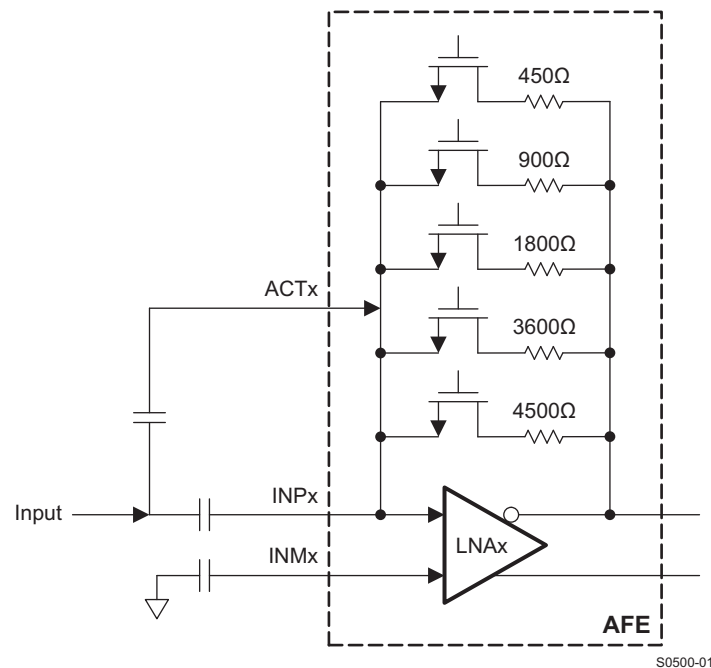 450Ω
900Ω
1800Ω
ACTx
3600Ω
4500Ω
Input
INPx
LNAx
INMx
AFE
S0500-01